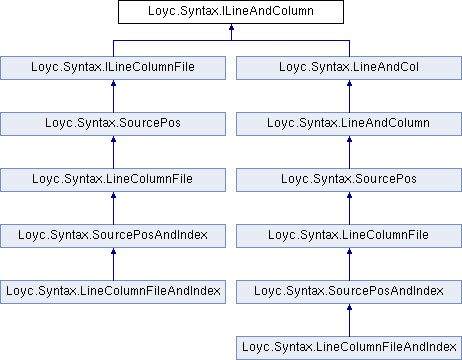 Loyc.Syntax.ILineAndColumn
Loyc.Syntax.ILineColumnFile
Loyc.Syntax.LineAndCol
Loyc.Syntax.SourcePos
Loyc.Syntax.LineAndColumn
Loyc.Syntax.LineColumnFile
Loyc.Syntax.SourcePos
Loyc.Syntax.SourcePosAndIndex
Loyc.Syntax.LineColumnFile
Loyc.Syntax.LineColumnFileAndIndex
Loyc.Syntax.SourcePosAndIndex
Loyc.Syntax.LineColumnFileAndIndex